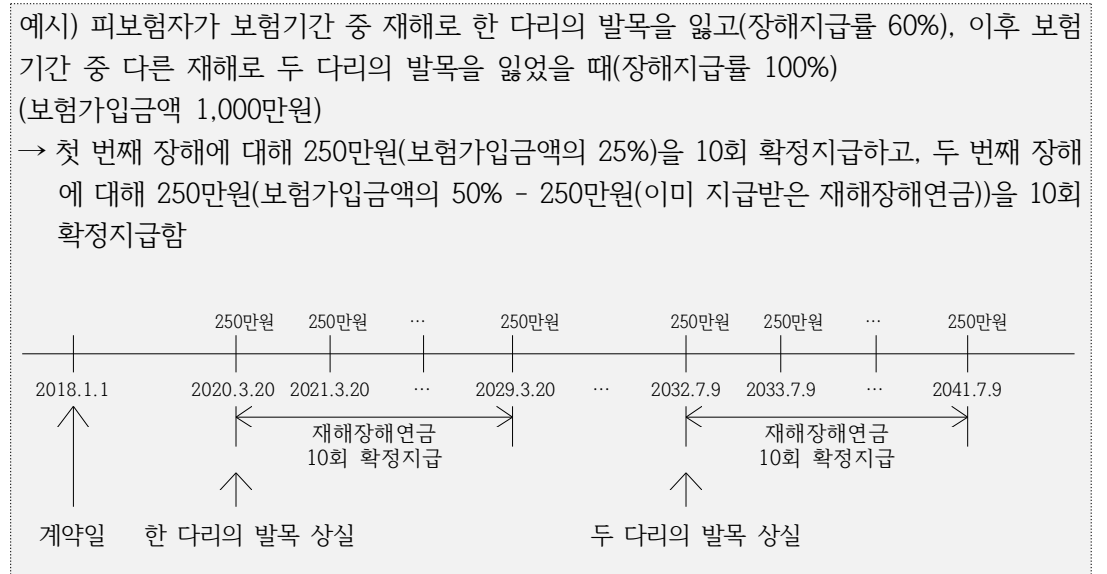 예시) 피보험자가 보험기간 중 재해로 한 다리의 발목을 잃고(장해지급률 60%), 이후 보험
기간 중 다른 재해로 두 다리의 발목을 잃었을 때(장해지급률 100%)
(보험가입금액 1,000만원)
→ 첫 번째 장해에 대해 250만원(보험가입금액의 25%)을 10회 확정지급하고, 두 번째 장해
에 대해 250만원(보험가입금액의 50% - 250만원(이미 지급받은 재해장해연금))을 10회
확정지급함
250만원 250만원 … 250만원 250만원 250만원 … 250만원
2018.1.1 2020.3.20 2021.3.20 … 2029.3.20 … 2032.7.9 2033.7.9 … 2041.7.9
재해장해연금 재해장해연금
10회 확정지급 10회 확정지급
계약일 한 다리의 발목 상실 두 다리의 발목 상실